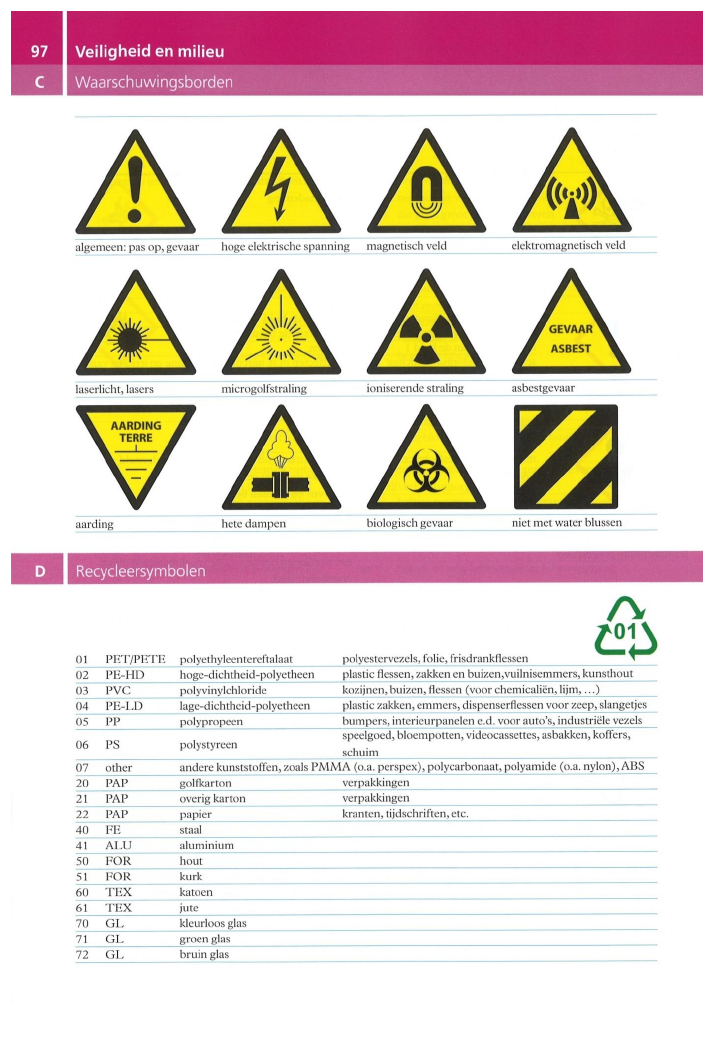 97 Veiligheid en milieu
C Waarschuwingsborden
algemeen: pas op, gevaar hoge elektrische spanning magnetisch veld elektromagnetisch veld
GEVAAR
ASBEST
laserlicht, lasers microgolfstraling ioniserende straling asbestgevaar
AARDING
TERRE
aarding hete dampen biologisch gevaar niet met water blussen
D Recycleersymbolen
01
01 PET/PETE polyethyleentereftalaat polyestervezels, folie, frisdrankflessen
02 PE-HD hoge-dichtheid-polyetheen plastic flessen, zakken en buizen,vuilnisemmers, kunsthout
03 PVC polyvinylchloride kozijnen, buizen, flessen (voor chemicaliën, lijm, …)
04 PE-LD lage-dichtheid-polyetheen plastic zakken, emmers, dispenserflessen voor zeep, slangetjes
05 PP polypropeen bumpers, interieurpanelen e.d. voor auto's, industriële vezels
06 PS polystyreen speelgoed, bloempotten, videocassettes, asbakken, koffers,
schuim
07 other andere kunststoffen, zoals PMMA (o.a. perspex), polycarbonaat, polyamide (o.a. nylon), ABS
20 PAP golfkarton verpakkingen
21 PAP overig karton verpakkingen
22 PAP papier kranten, tijdschriften, etc.
40 FE staal
41 ALU aluminium
50 FOR hout
51 FOR kurk
60 TEX katoen
61 TEX jute
70 GL kleurloos glas
71 GL groen glas
72 GL bruin glas